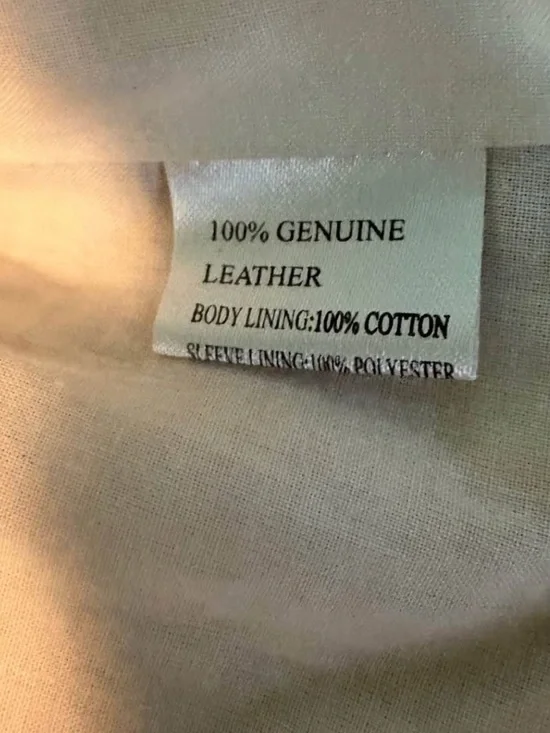 100% GENUINE
LEATHER
BODY LINING:100% COTTON
SLEEVE LINING:100% POLYESTER